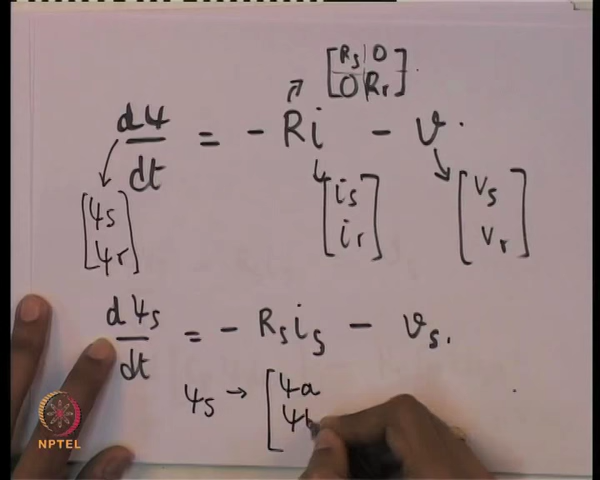 [Rs 0
0 Rr]
dψ/dt = - Ri - v.
[ψs
ψr]
[is
ir]
[vs
vr]
dψs/dt = - Rs is - vs.
ψs → [ψa
ψb
NPTEL